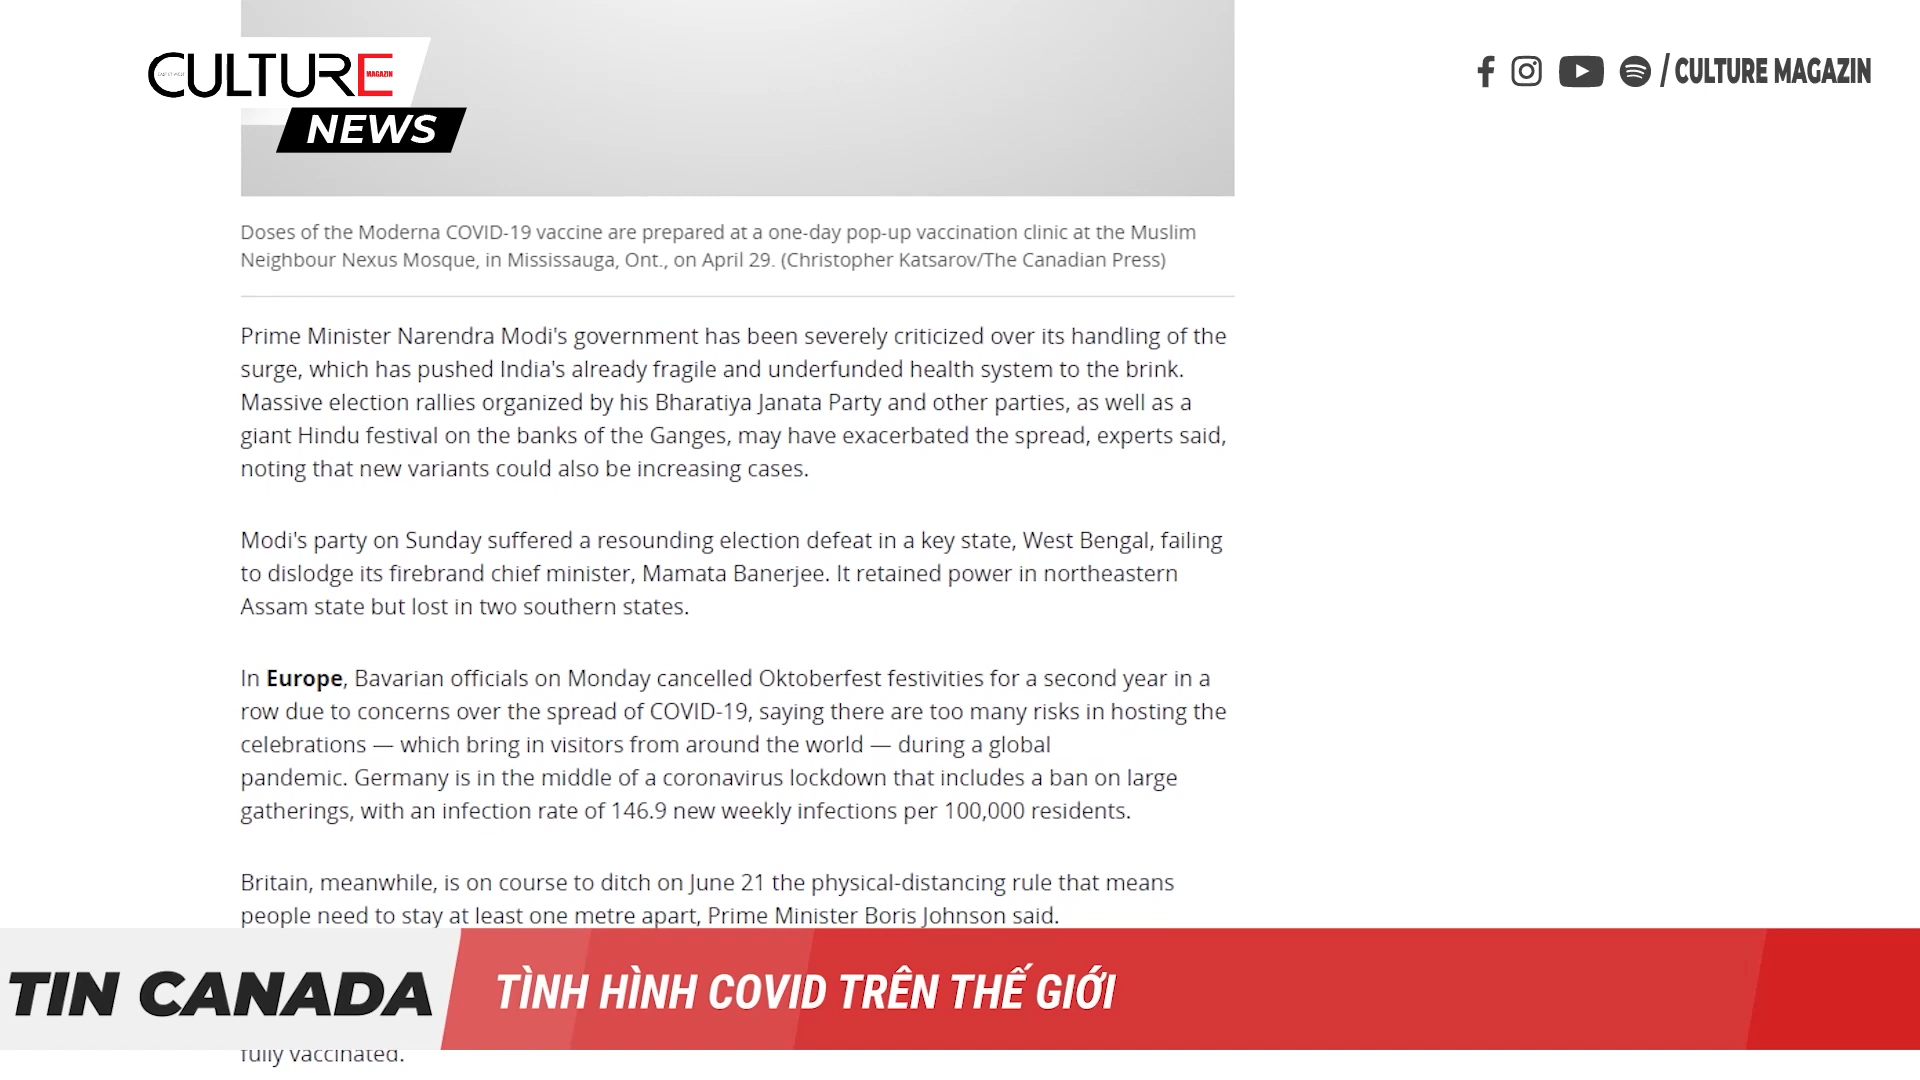 CULTURE
MAGAZIN
NEWS
/ CULTURE MAGAZIN
Doses of the Moderna COVID-19 vaccine are prepared at a one-day pop-up vaccination clinic at the Muslim
Neighbour Nexus Mosque, in Mississauga, Ont., on April 29. (Christopher Katsarov/The Canadian Press)
Prime Minister Narendra Modi's government has been severely criticized over its handling of the
surge, which has pushed India's already fragile and underfunded health system to the brink.
Massive election rallies organized by his Bharatiya Janata Party and other parties, as well as a
giant Hindu festival on the banks of the Ganges, may have exacerbated the spread, experts said,
noting that new variants could also be increasing cases.
Modi's party on Sunday suffered a resounding election defeat in a key state, West Bengal, failing
to dislodge its firebrand chief minister, Mamata Banerjee. It retained power in northeastern
Assam state but lost in two southern states.
In Europe, Bavarian officials on Monday cancelled Oktoberfest festivities for a second year in a
row due to concerns over the spread of COVID-19, saying there are too many risks in hosting the
celebrations — which bring in visitors from around the world — during a global
pandemic. Germany is in the middle of a coronavirus lockdown that includes a ban on large
gatherings, with an infection rate of 146.9 new weekly infections per 100,000 residents.
Britain, meanwhile, is on course to ditch on June 21 the physical-distancing rule that means
people need to stay at least one metre apart, Prime Minister Boris Johnson said.
TIN CANADA
TÌNH HÌNH COVID TRÊN THẾ GIỚI
fully vaccinated.